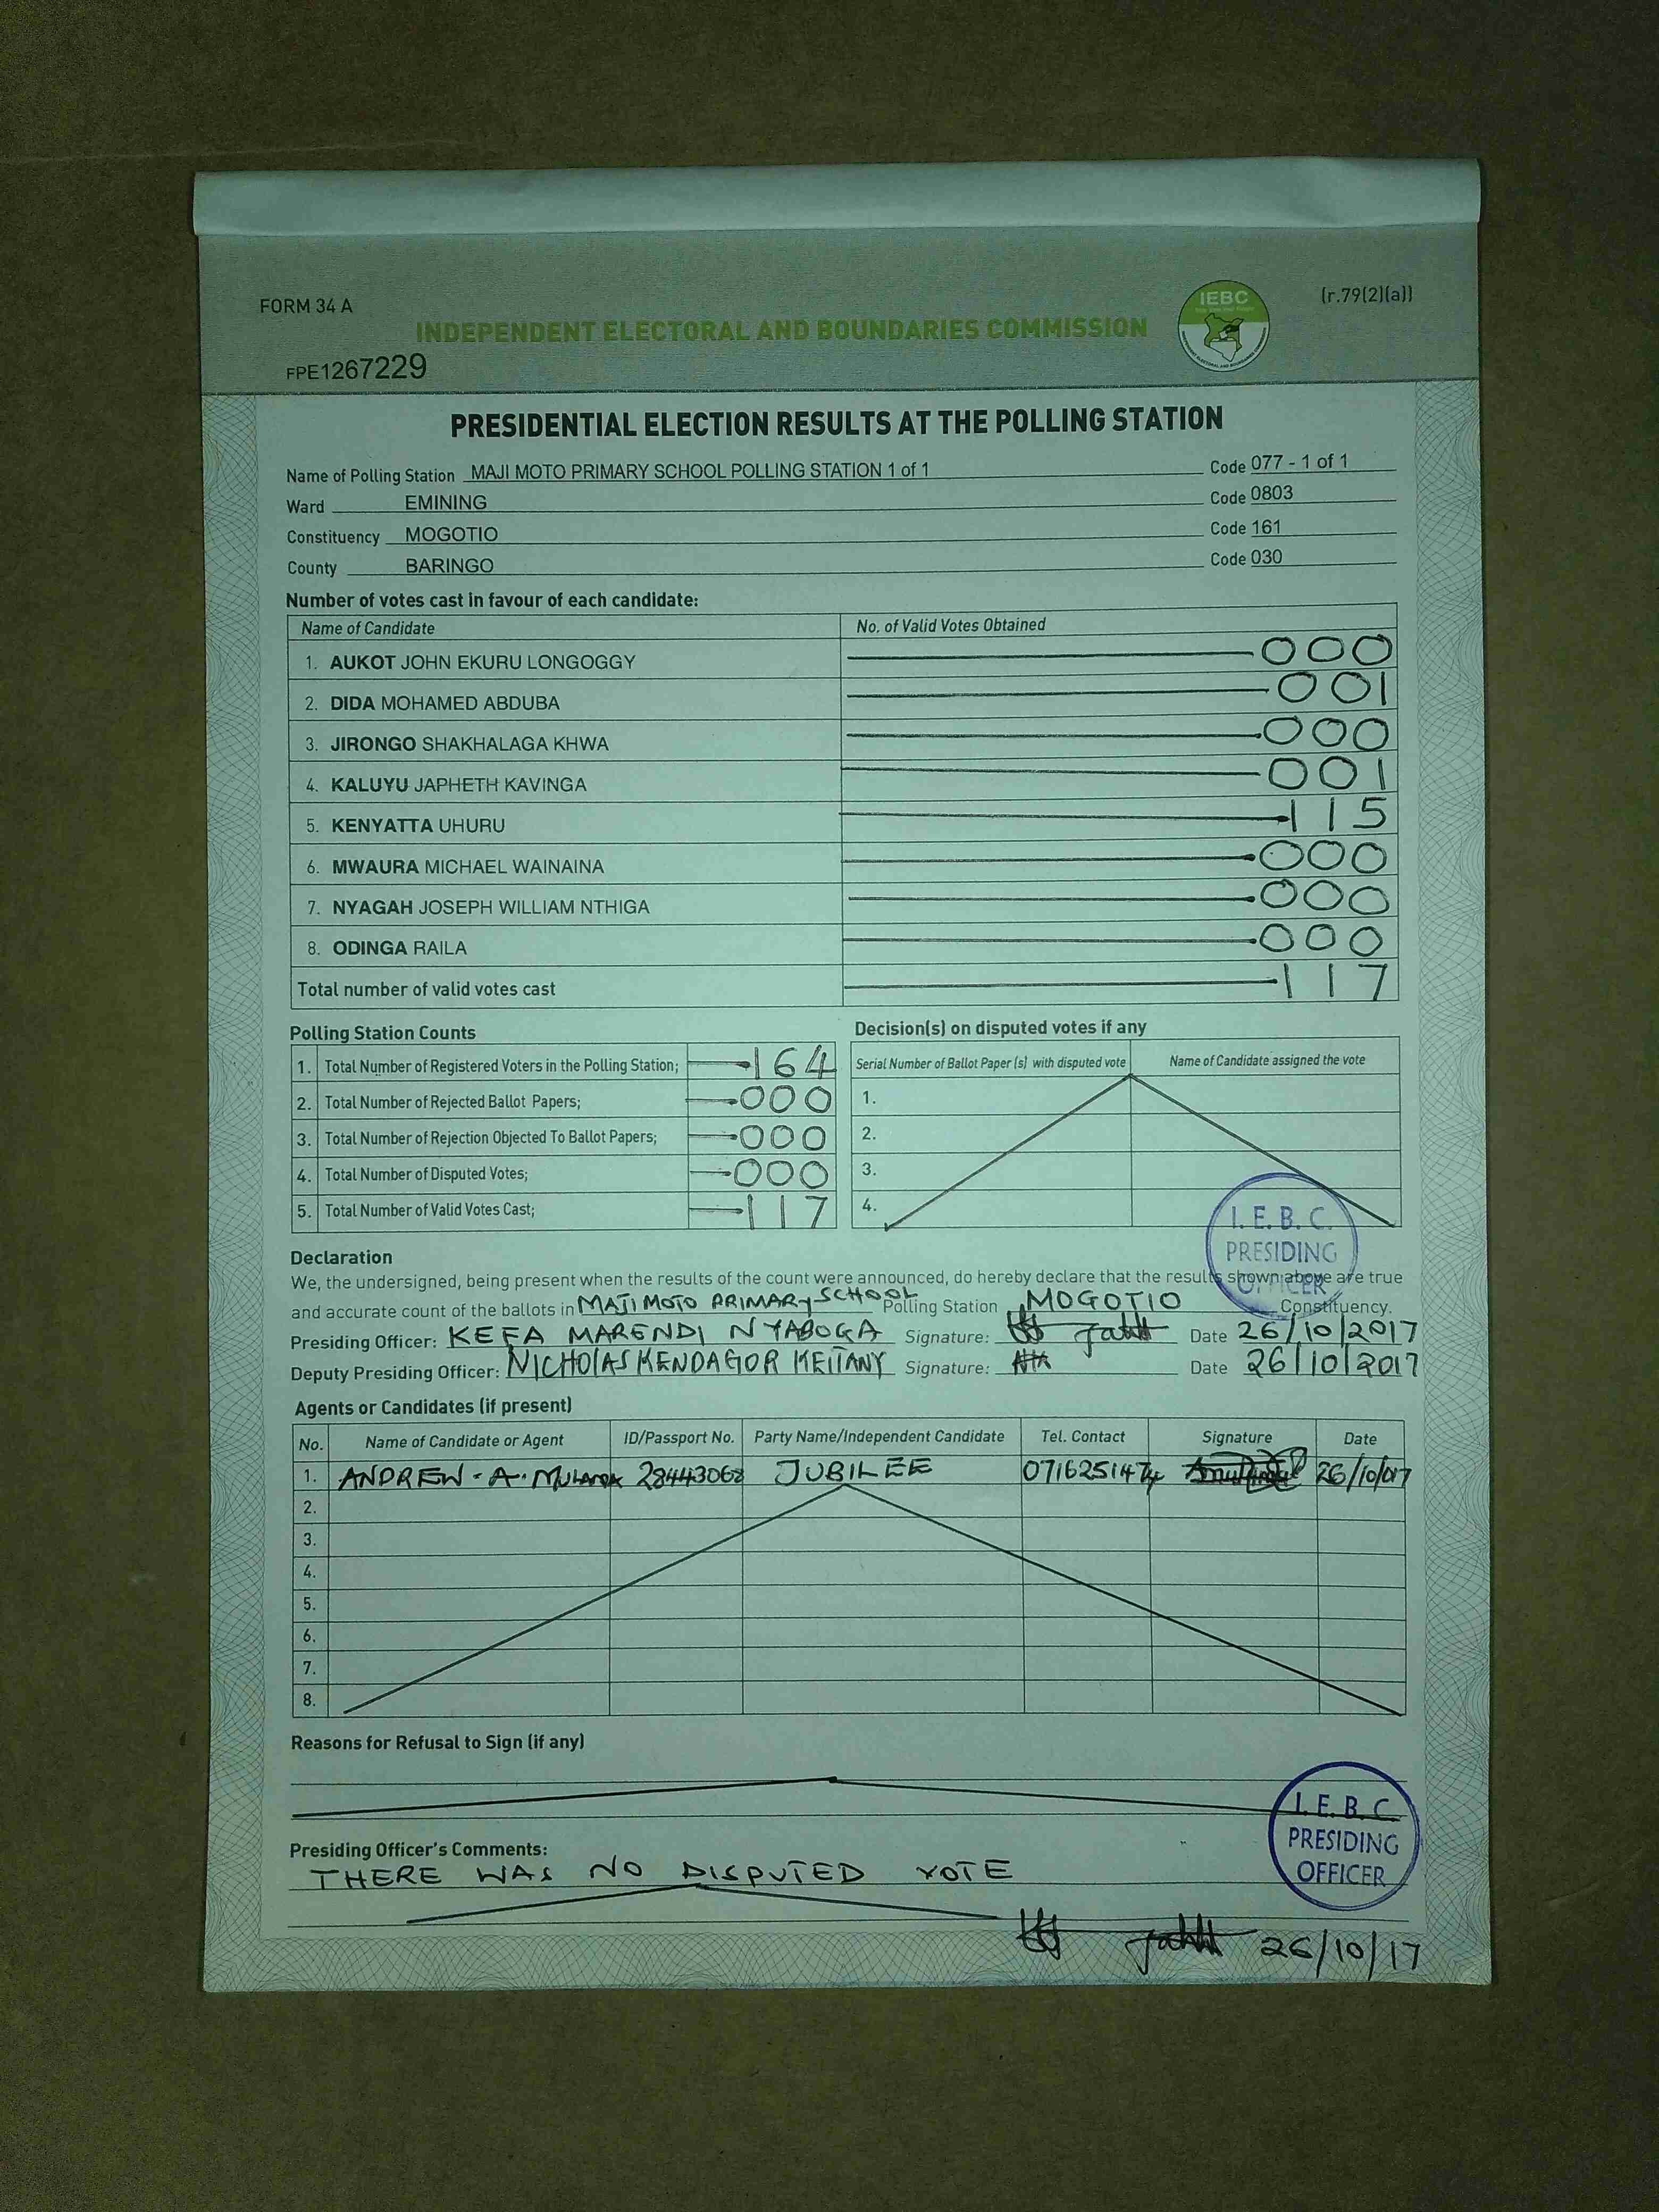 FORM 34 A
IEBC
(r.79(2)(a))
INDEPENDENT ELECTORAL AND BOUNDARIES COMMISSION
FPE1267229
PRESIDENTIAL ELECTION RESULTS AT THE POLLING STATION
Name of Polling Station MAJI MOTO PRIMARY SCHOOL POLLING STATION 1 of 1 Code 077 - 1 of 1
Ward EMINING Code 0803
Constituency MOGOTIO Code 161
County BARINGO Code 030
Number of votes cast in favour of each candidate:
Name of Candidate No. of Valid Votes Obtained
1. AUKOT JOHN EKURU LONGOGGY 000
2. DIDA MOHAMED ABDUBA 001
3. JIRONGO SHAKHALAGA KHWA 000
4. KALUYU JAPHETH KAVINGA 001
5. KENYATTA UHURU 115
6. MWAURA MICHAEL WAINAINA 000
7. NYAGAH JOSEPH WILLIAM NTHIGA 000
8. ODINGA RAILA 000
Total number of valid votes cast 117
Polling Station Counts
1. Total Number of Registered Voters in the Polling Station; 164
2. Total Number of Rejected Ballot Papers; 000
3. Total Number of Rejection Objected To Ballot Papers; 000
4. Total Number of Disputed Votes; 000
5. Total Number of Valid Votes Cast; 117
Decision(s) on disputed votes if any
Serial Number of Ballot Paper (s) with disputed vote Name of Candidate assigned the vote
1.
2.
3.
4.
I.E.B.C.
PRESIDING
OFFICER
Declaration
We, the undersigned, being present when the results of the count were announced, do hereby declare that the results shown above are true
and accurate count of the ballots in MAJI MOTO PRIMARY SCHOOL Polling Station MOGOTIO Constituency.
Presiding Officer: KEFA MARENDI NYABOGA Signature: Date 26/10/2017
Deputy Presiding Officer: NICHOLAS KENDAGOR KEITANY Signature: Date 26/10/2017
Agents or Candidates (if present)
No. Name of Candidate or Agent ID/Passport No. Party Name/Independent Candidate Tel. Contact Signature Date
1. ANDREW - A. 28443068 JUBILEE 0716251474 26/10/017
2.
3.
4.
5.
6.
7.
8.
Reasons for Refusal to Sign (if any)
I.E.B.C
PRESIDING
OFFICER
Presiding Officer's Comments:
THERE WAS NO DISPUTED VOTE
26/10/17